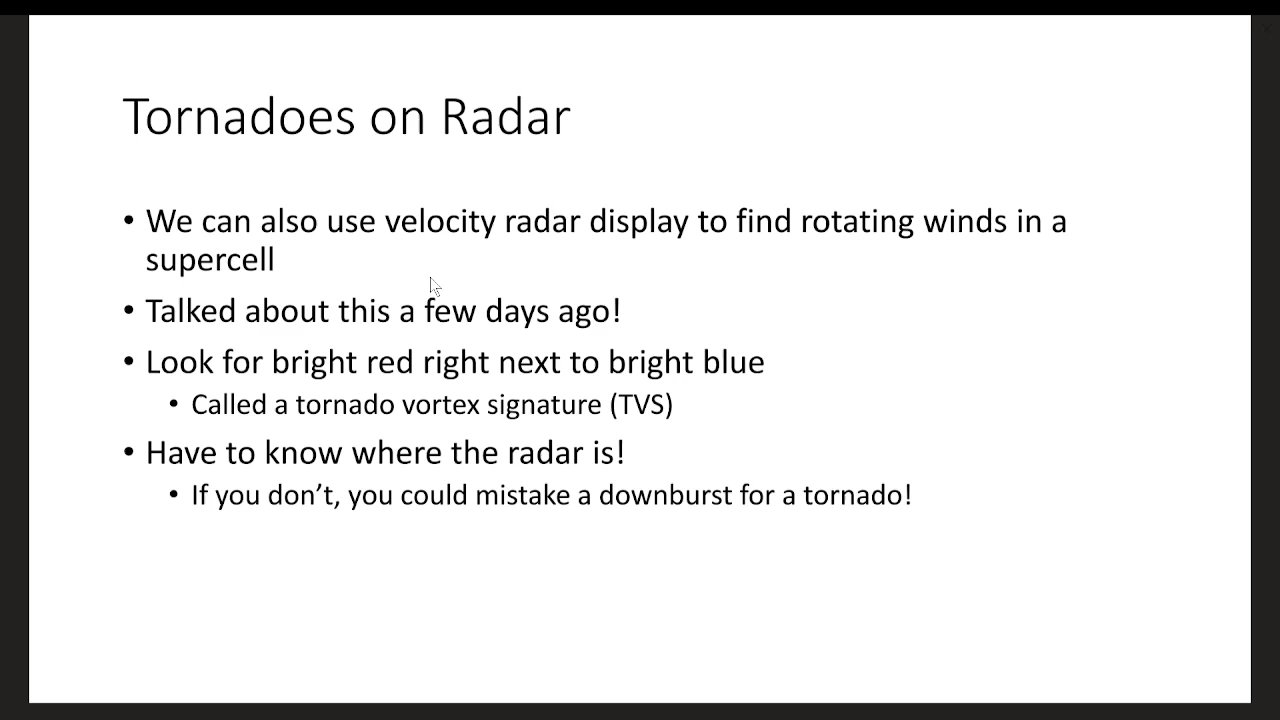 Tornadoes on Radar
• We can also use velocity radar display to find rotating winds in a
supercell
• Talked about this a few days ago!
• Look for bright red right next to bright blue
• Called a tornado vortex signature (TVS)
• Have to know where the radar is!
• If you don’t, you could mistake a downburst for a tornado!